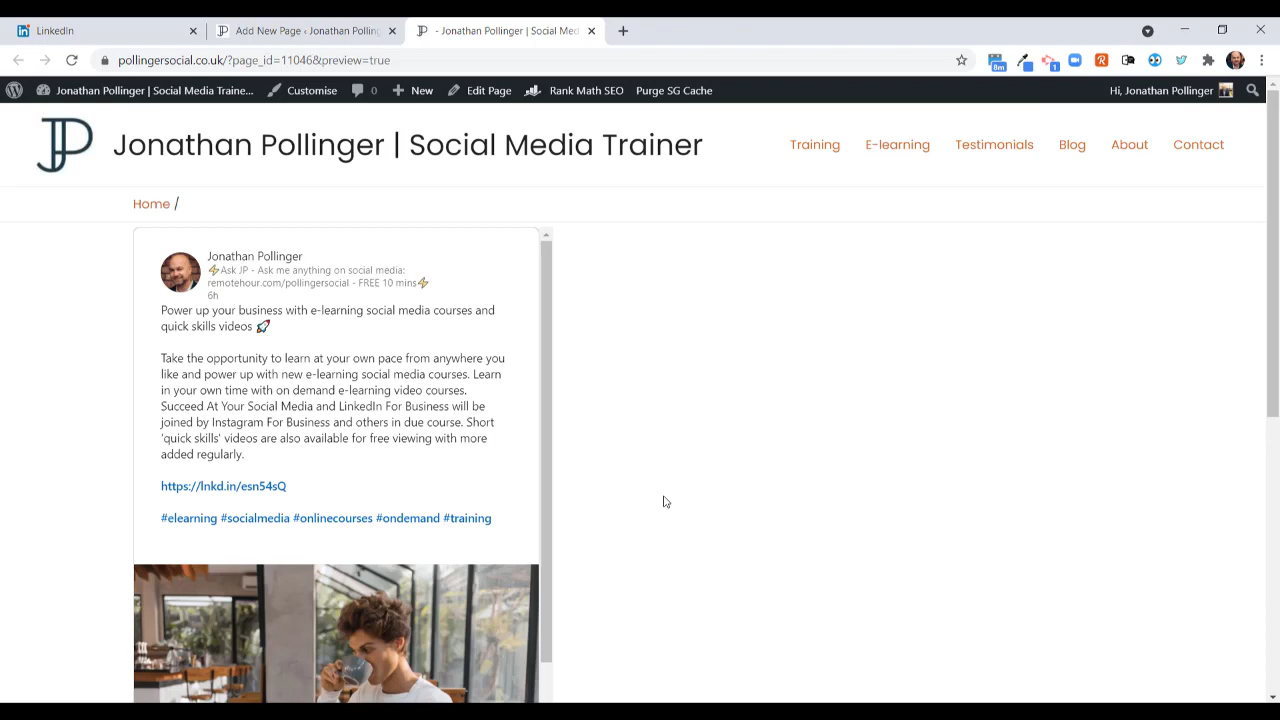 LinkedIn
Add New Page ‹ Jonathan Polling
- Jonathan Pollinger | Social Med
pollingersocial.co.uk/?page_id=11046&preview=true
8m
1
Jonathan Pollinger | Social Media Traine...
Customise
0
New
Edit Page
Rank Math SEO
Purge SG Cache
Hi, Jonathan Pollinger
JP
Jonathan Pollinger | Social Media Trainer
Training
E-learning
Testimonials
Blog
About
Contact
Home /
Jonathan Pollinger
⚡Ask JP - Ask me anything on social media:
remotehour.com/pollingersocial - FREE 10 mins⚡
6h
Power up your business with e-learning social media courses and
quick skills videos 🚀
Take the opportunity to learn at your own pace from anywhere you
like and power up with new e-learning social media courses. Learn
in your own time with on demand e-learning video courses.
Succeed At Your Social Media and LinkedIn For Business will be
joined by Instagram For Business and others in due course. Short
'quick skills' videos are also available for free viewing with more
added regularly.
https://lnkd.in/esn54sQ
#elearning #socialmedia #onlinecourses #ondemand #training